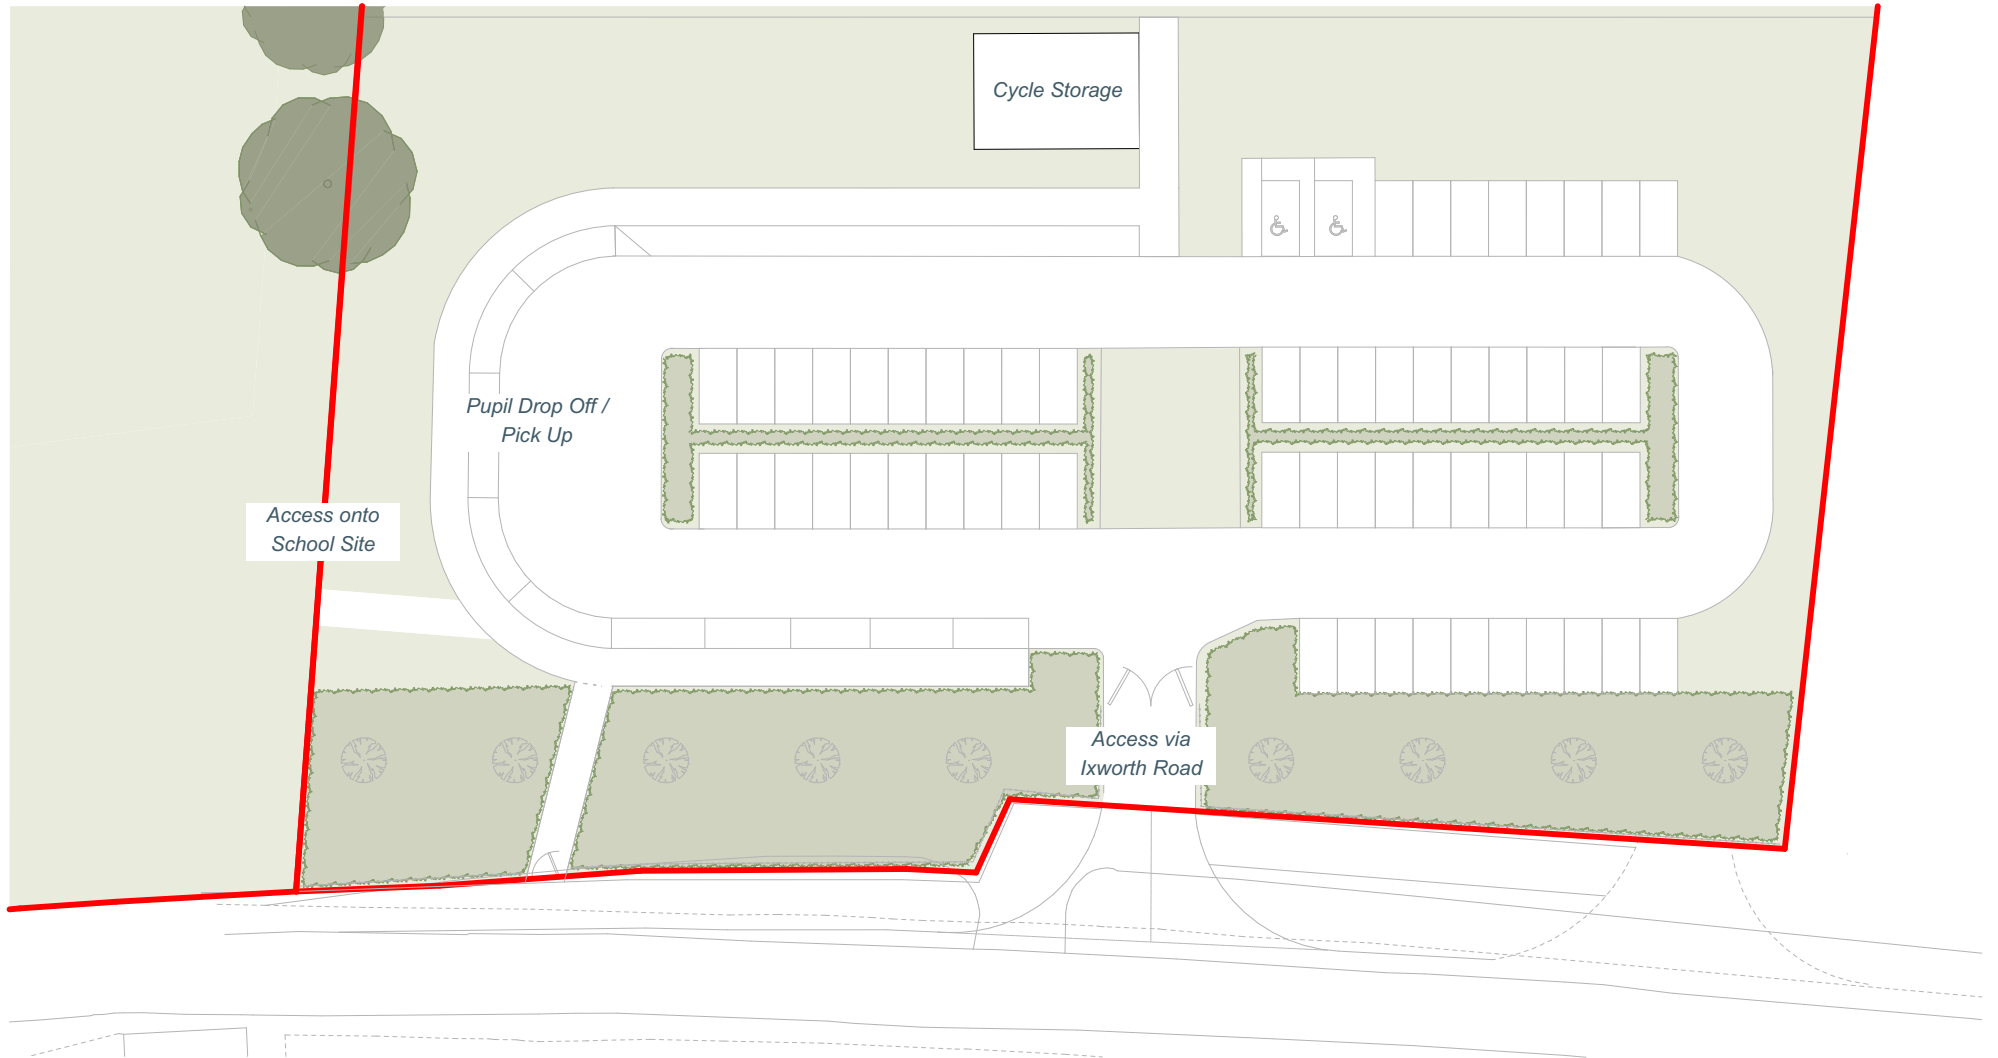 Cycle Storage
Pupil Drop Off /
Pick Up
Access onto
School Site
Access via
Ixworth Road